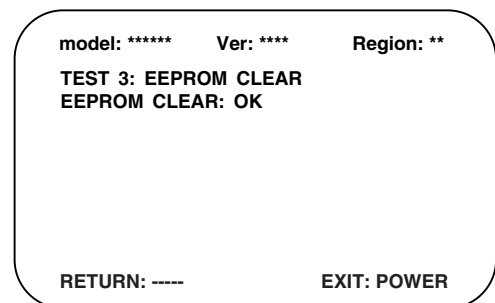 model: ****** Ver: **** Region: **
TEST 3: EEPROM CLEAR
EEPROM CLEAR: OK
RETURN: ----- EXIT: POWER